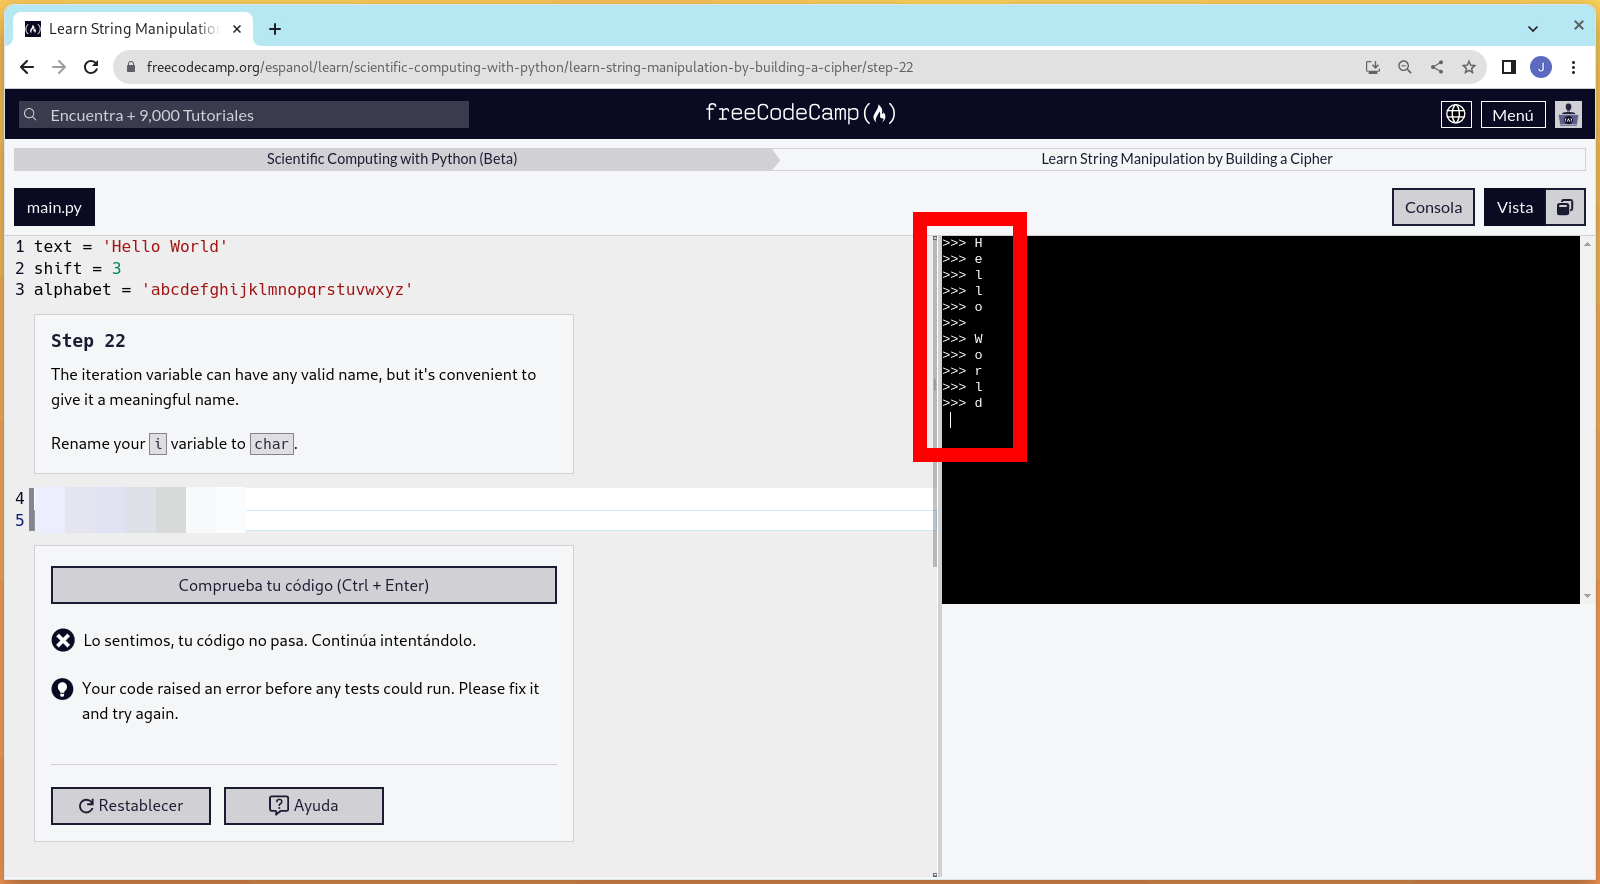 Learn String Manipulatio
freecodecamp.org/espanol/learn/scientific-computing-with-python/learn-string-manipulation-by-building-a-cipher/step-22
J
Encuentra + 9,000 Tutoriales
freeCodeCamp
Menú
Scientific Computing with Python (Beta)
Learn String Manipulation by Building a Cipher
main.py
Consola
Vista
1 text = 'Hello World'
2 shift = 3
3 alphabet = 'abcdefghijklmnopqrstuvwxyz'
Step 22
The iteration variable can have any valid name, but it's convenient to
give it a meaningful name.
Rename your i variable to char.
4
5
Comprueba tu código (Ctrl + Enter)
Lo sentimos, tu código no pasa. Continúa intentándolo.
Your code raised an error before any tests could run. Please fix it
and try again.
Restablecer
Ayuda
>>> H
>>> e
>>> l
>>> l
>>> o
>>>
>>> W
>>> o
>>> r
>>> l
>>> d